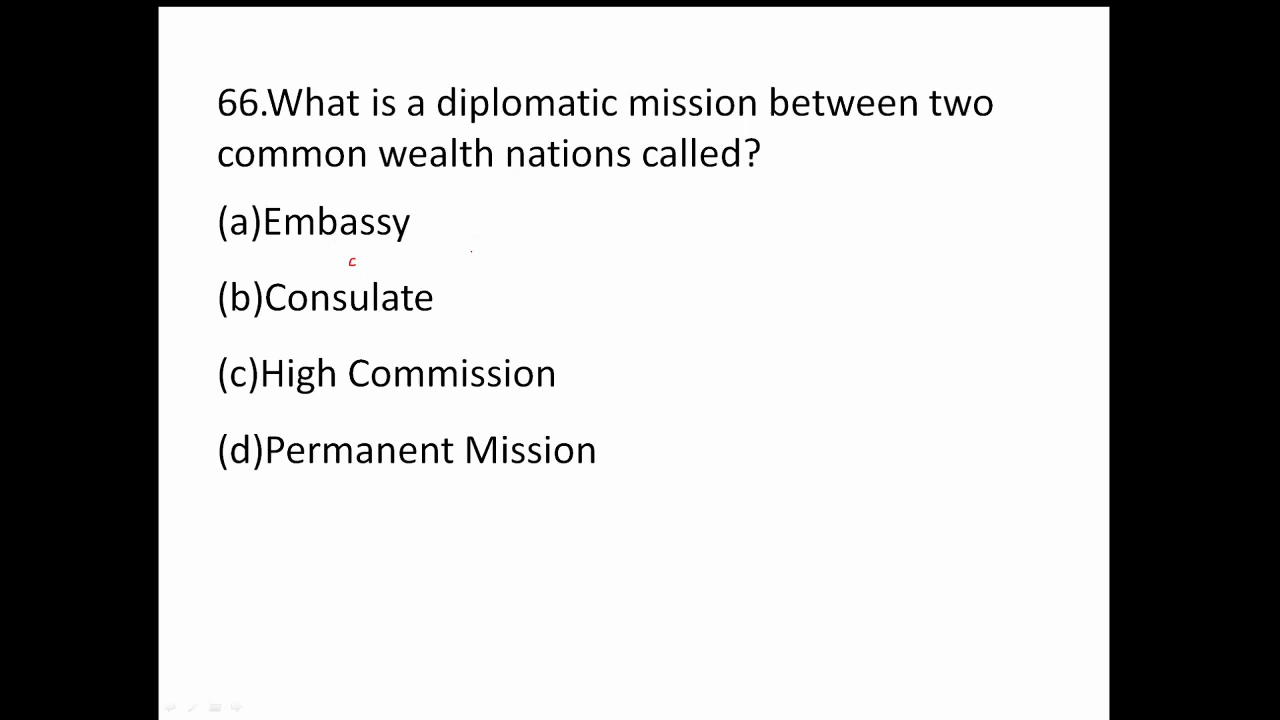 66.What is a diplomatic mission between two
common wealth nations called?
(a)Embassy
c
(b)Consulate
(c)High Commission
(d)Permanent Mission